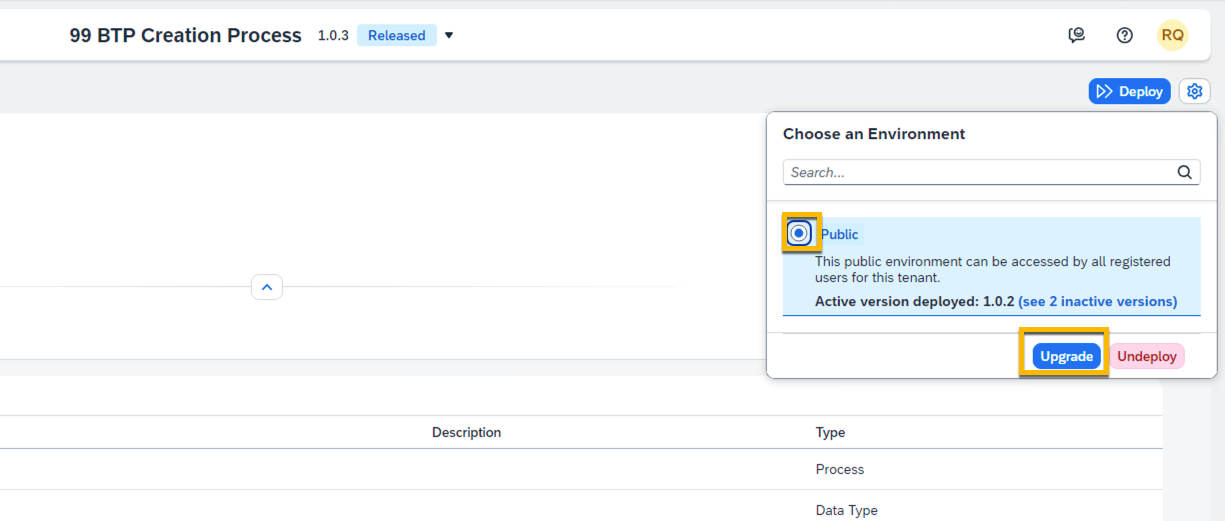 99 BTP Creation Process 1.0.3 Released
RQ
Deploy
Choose an Environment
Search...
Public
This public environment can be accessed by all registered
users for this tenant.
Active version deployed: 1.0.2 (see 2 inactive versions)
Upgrade Undeploy
Description Type
Process
Data Type